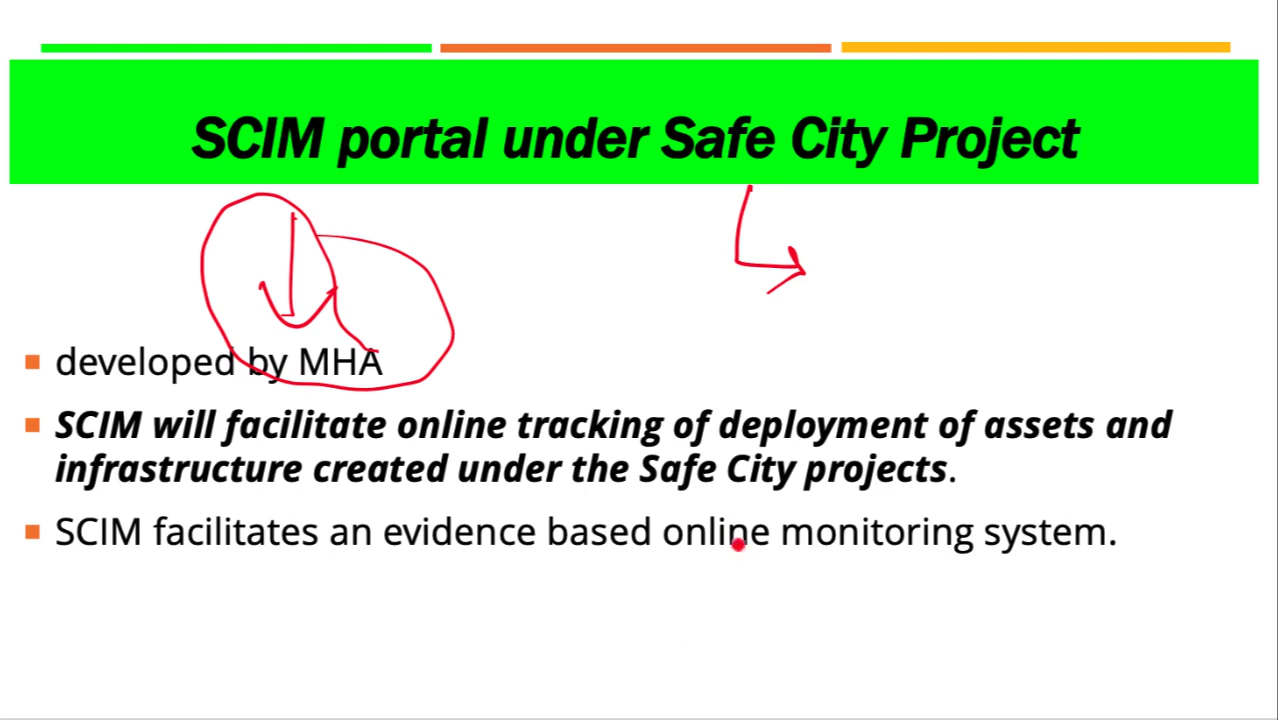 SCIM portal under Safe City Project
developed by MHA
SCIM will facilitate online tracking of deployment of assets and
infrastructure created under the Safe City projects.
SCIM facilitates an evidence based online monitoring system.